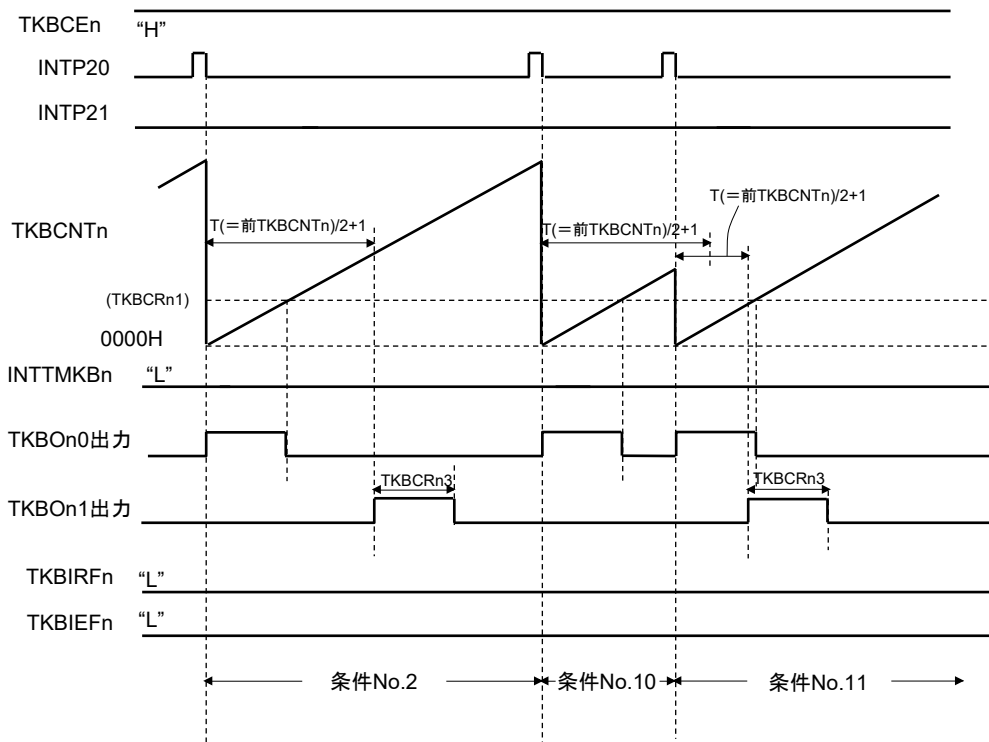 TKBCEn “H”
INTP20
INTP21
T(＝前TKBCNTn)/2+1
T(＝前TKBCNTn)/2+1 T(＝前TKBCNTn)/2+1
TKBCNTn
(TKBCRn1)
0000H
INTTMKBn “L”
TKBOn0出力
TKBCRn3 TKBCRn3
TKBOn1出力
TKBIRFn “L”
TKBIEFn “L”
条件No.2 条件No.10 条件No.11